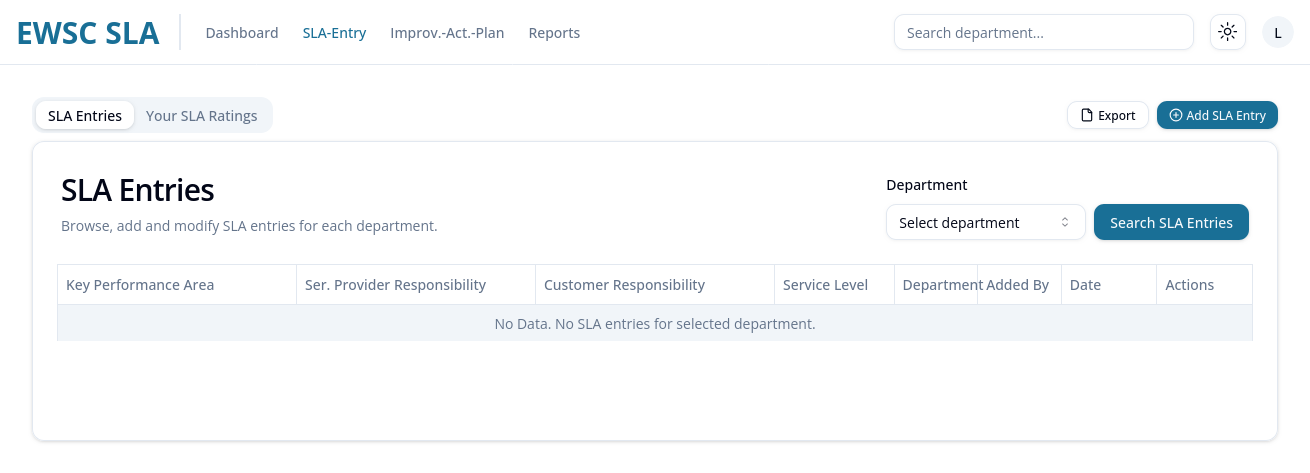 EWSC SLA
Dashboard SLA-Entry Improv.-Act.-Plan Reports
Search department...
L
SLA Entries Your SLA Ratings
Export Add SLA Entry
SLA Entries
Browse, add and modify SLA entries for each department.
Department
Select department
Search SLA Entries
Key Performance Area Ser. Provider Responsibility Customer Responsibility Service Level Department Added By Date Actions
No Data. No SLA entries for selected department.